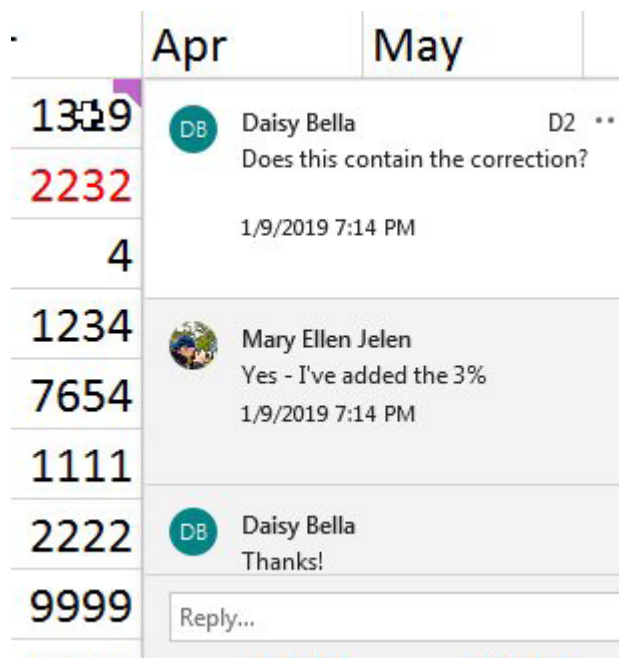 Apr May
DB Daisy Bella D2 ··
Does this contain the correction?
1/9/2019 7:14 PM
2232
4
1234
Mary Ellen Jelen
Yes - I've added the 3%
7654
1/9/2019 7:14 PM
1111
2222
DB Daisy Bella
Thanks!
9999
Reply...